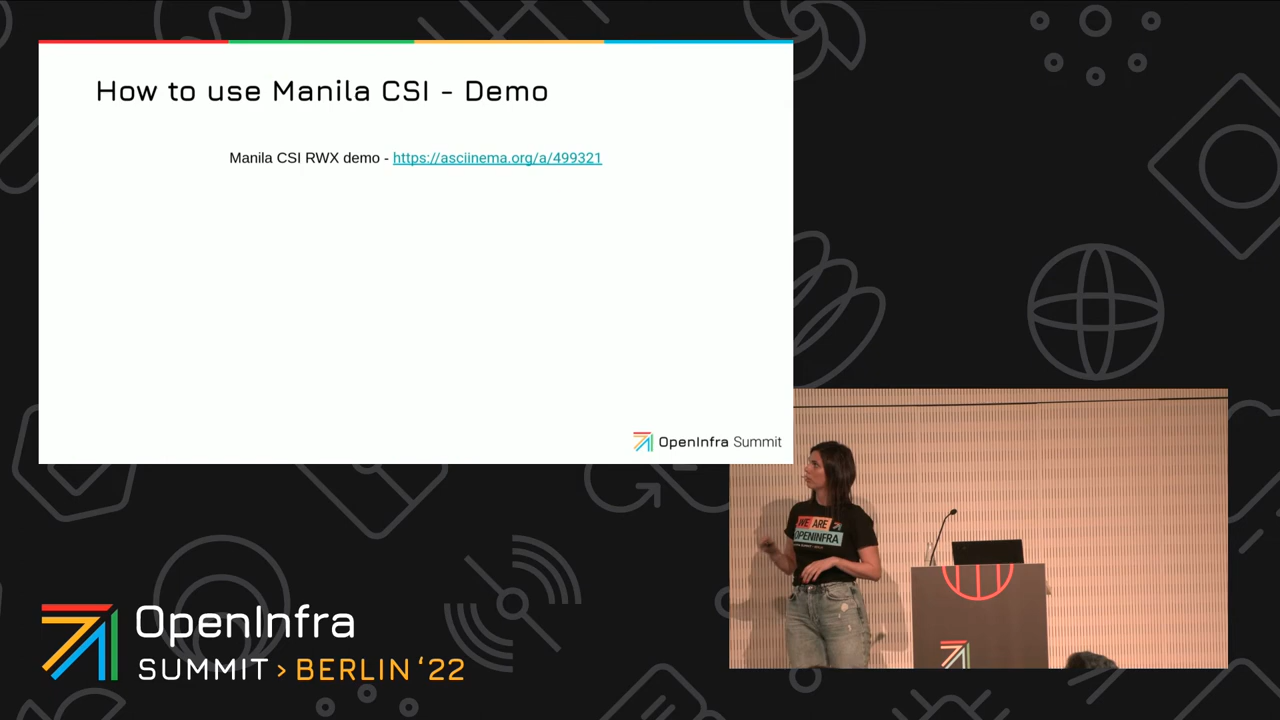 How to use Manila CSI - Demo
Manila CSI RWX demo - https://asciinema.org/a/499321
OpenInfra Summit
WE ARE
OPENINFRA
OpenInfra
SUMMIT > BERLIN ‘22